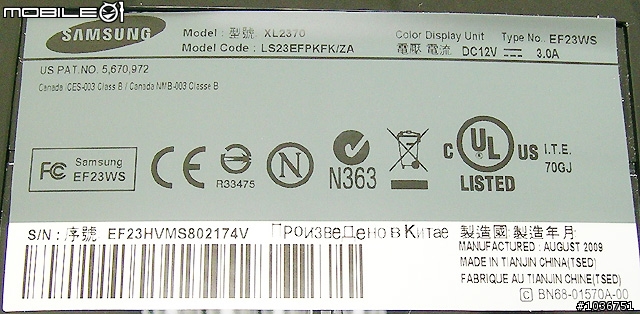 MOBILE01
SAMSUNG
Model : 型號 XL2370
Model Code : LS23EFPKFK/ZA
Color Display Unit Type No. EF23WS
電壓 電流 DC12V 3.0A
US PAT.NO. 5,670,972
Canada ICES-003 Class B / Canada NMB-003 Classe B
FC Samsung EF23WS
CE
R33475
N
N363
C UL US
LISTED
I.T.E.
70GJ
S/N : 序號 EF23HVMS802174V
Произведено в Китае
製造國 製造年月
MANUFACTURED : AUGUST 2009
MADE IN TIANJIN CHINA(TSED)
FABRIQUE AU TIANJIN CHINE(TSED)
C BN68-01570A-00
#1036751